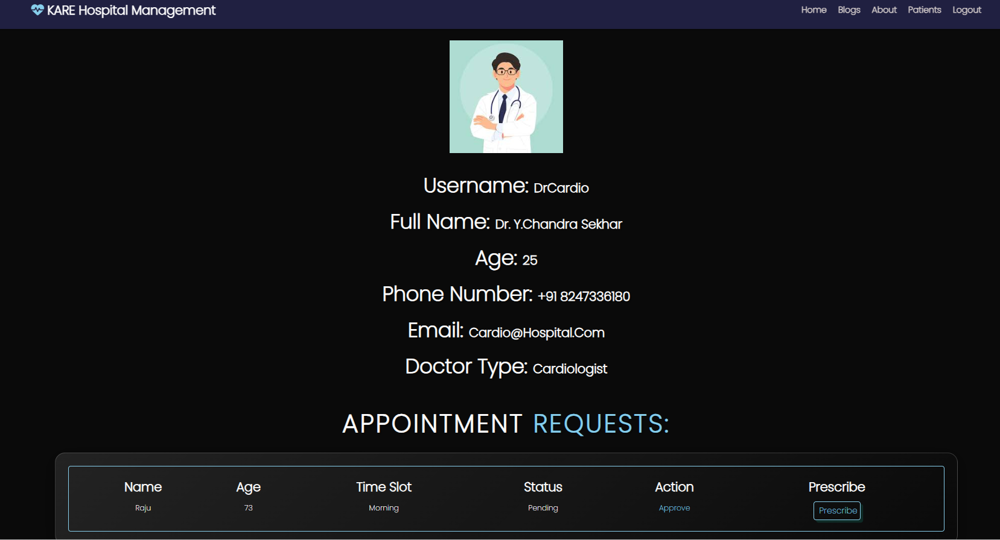 KARE Hospital Management
Home Blogs About Patients Logout
Username: DrCardio
Full Name: Dr. Y.Chandra Sekhar
Age: 25
Phone Number: +91 8247336180
Email: Cardio@Hospital.Com
Doctor Type: Cardiologist
APPOINTMENT REQUESTS:
Name Age Time Slot Status Action Prescribe
Raju 73 Morning Pending Approve Prescribe